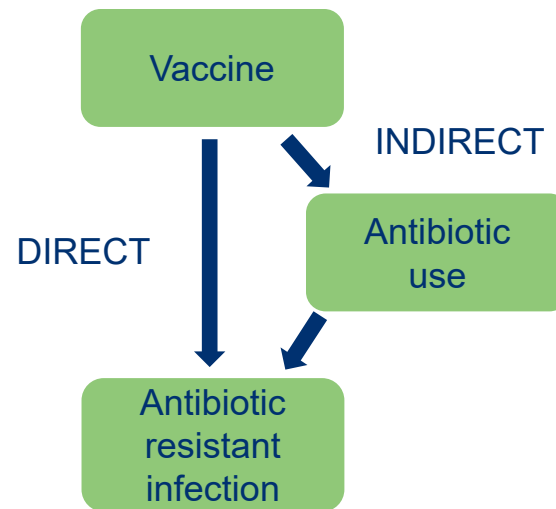 Vaccine
INDIRECT
DIRECT
Antibiotic
use
Antibiotic
resistant
infection